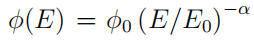 ϕ(E) = ϕ₀ (E/E₀)^{−α}